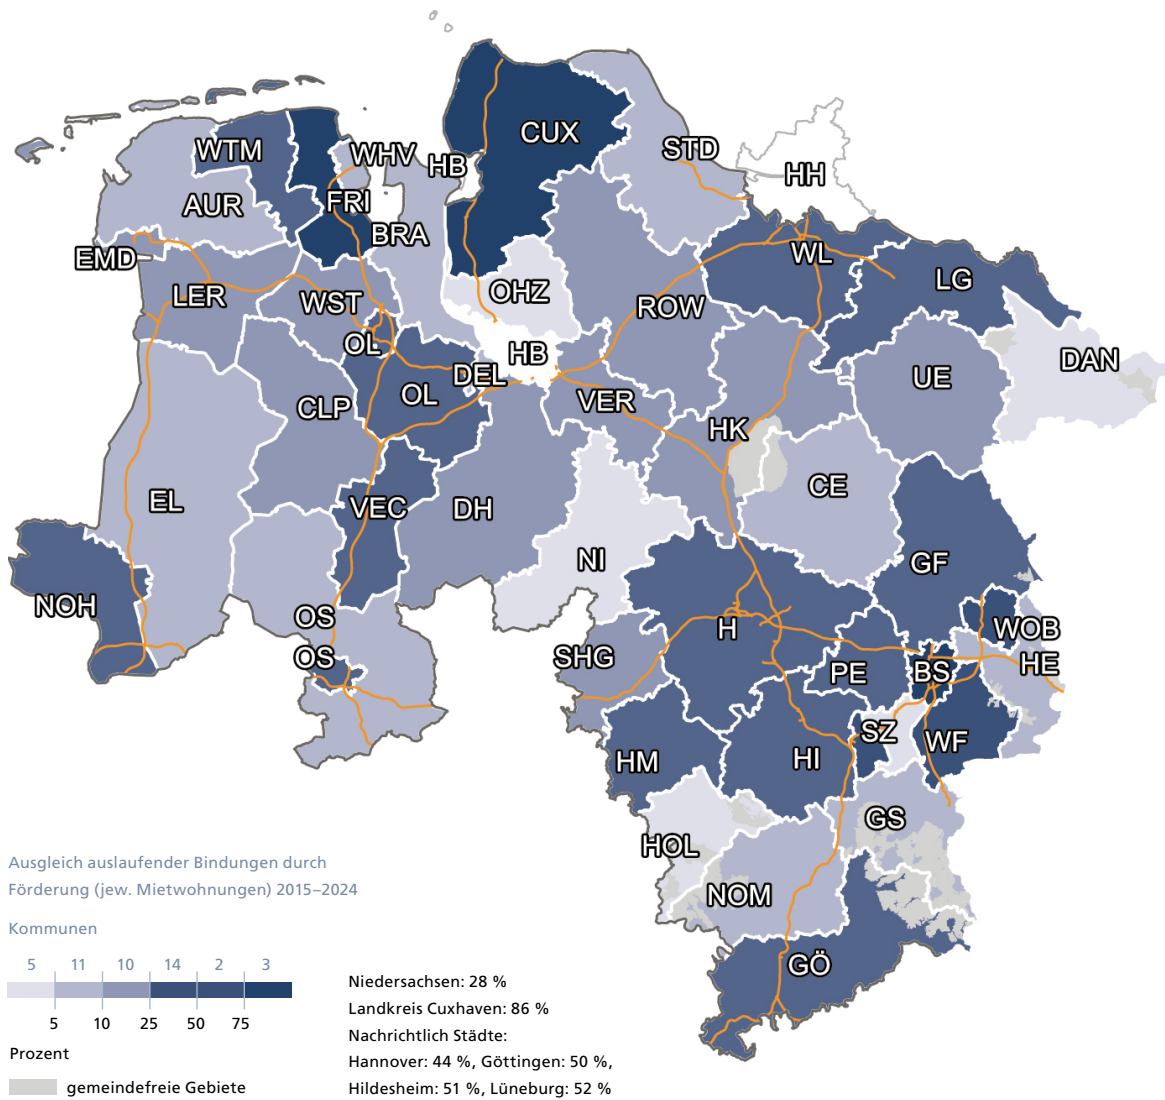 CUX
STD
HH
WTM
WHV
HB
FRI
AUR
BRA
EMD
WL
LG
LER
WST
OHZ
ROW
OL
HB
DEL
DAN
UE
OL
VER
CLP
HK
CE
EL
VEC
DH
NI
GF
NOH
OS
H
WOB
OS
SHG
PE
BS
HE
HM
HI
SZ
WF
GS
HOL
NOM
GÖ
Ausgleich auslaufender Bindungen durch
Förderung (jew. Mietwohnungen) 2015–2024
Kommunen
5 11 10 14 2 3
5 10 25 50 75
Prozent
gemeindefreie Gebiete
Niedersachsen: 28 %
Landkreis Cuxhaven: 86 %
Nachrichtlich Städte:
Hannover: 44 %, Göttingen: 50 %,
Hildesheim: 51 %, Lüneburg: 52 %